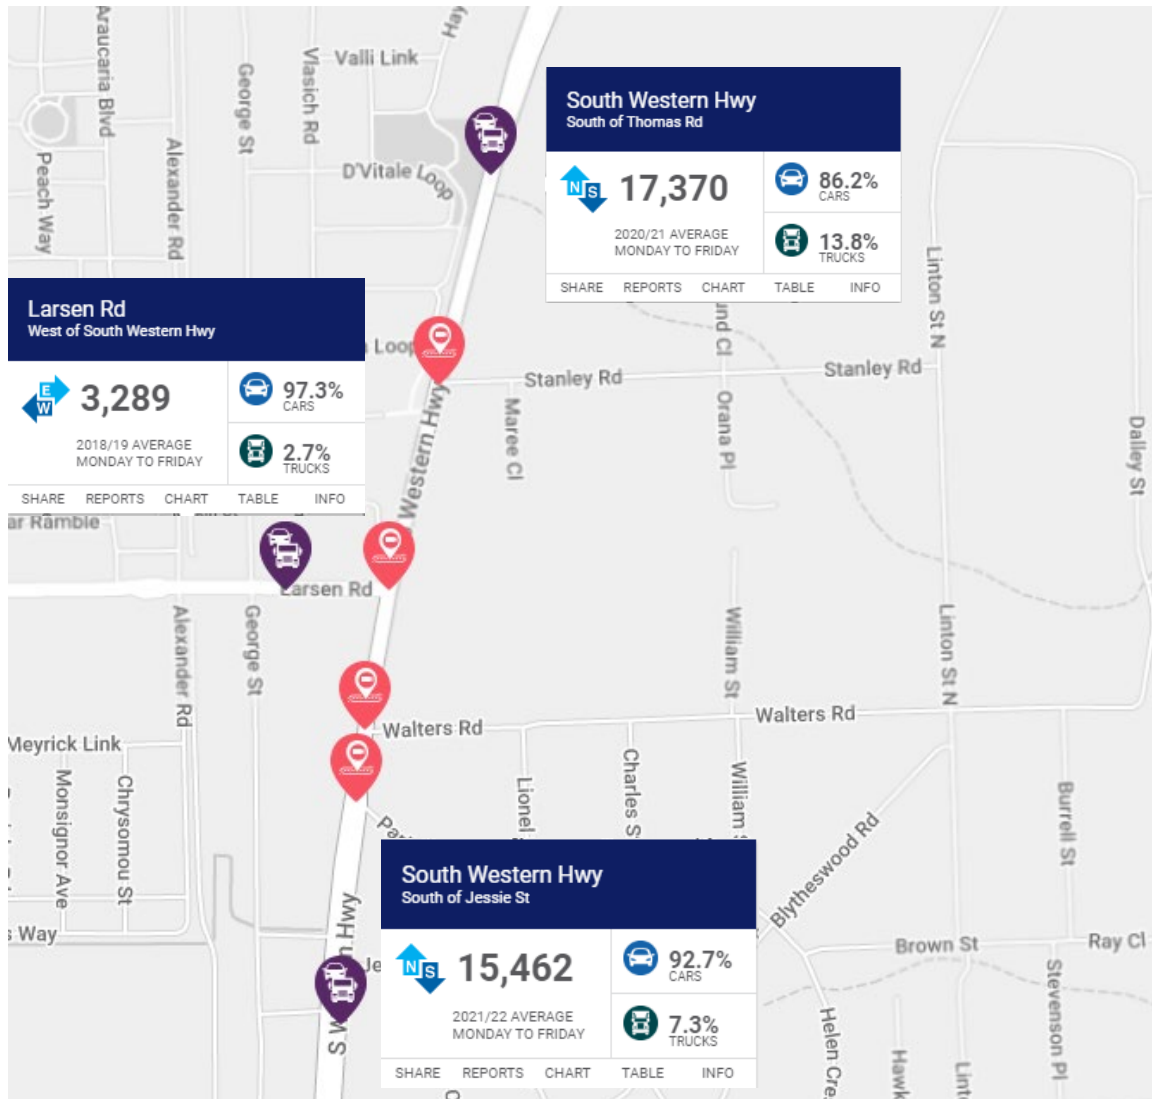 Araucaria Blvd
Peach Way
Alexander Rd
George St
Vlasich Rd
Valli Link
Hay
D'Vitale Loop
South Western Hwy
South of Thomas Rd
N S
17,370
2020/21 AVERAGE
MONDAY TO FRIDAY
86.2%
CARS
13.8%
TRUCKS
SHARE REPORTS CHART TABLE INFO
Larsen Rd
West of South Western Hwy
E
W
3,289
2018/19 AVERAGE
MONDAY TO FRIDAY
97.3%
CARS
2.7%
TRUCKS
SHARE REPORTS CHART TABLE INFO
Loop
Western Hwy
Stanley Rd
Stanley Rd
Maree Cl
und Cl
Orana Pl
Linton St N
Dalley St
ar Ramble
Larsen Rd
Alexander Rd
George St
William St
Linton St N
Walters Rd
Walters Rd
Meyrick Link
Monsignor Ave
Chrysomou St
s Way
Lionel
Charles S
William S
Blytheswood Rd
Burrell St
Brown St
Ray Cl
Stevenson Pl
Helen Cre
Hawk
Lint
Hwy
S W
Je
South Western Hwy
South of Jessie St
N S
15,462
2021/22 AVERAGE
MONDAY TO FRIDAY
92.7%
CARS
7.3%
TRUCKS
SHARE REPORTS CHART TABLE INFO